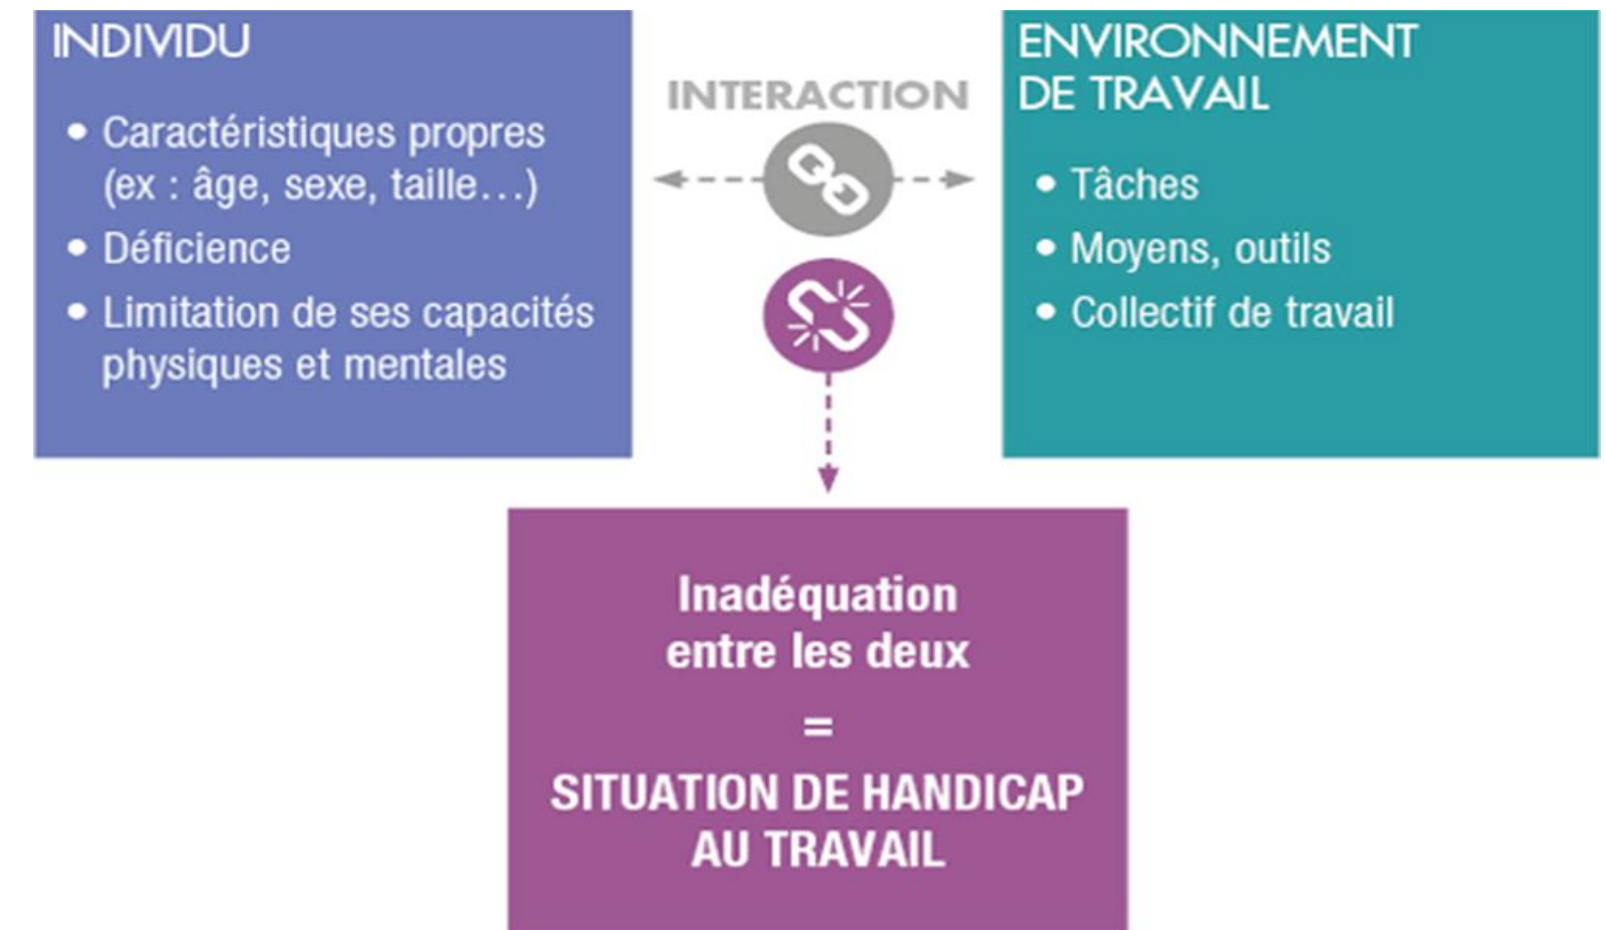 INDIVIDU
• Caractéristiques propres
(ex : âge, sexe, taille…)
• Déficience
• Limitation de ses capacités
physiques et mentales
INTERACTION
ENVIRONNEMENT
DE TRAVAIL
• Tâches
• Moyens, outils
• Collectif de travail
Inadéquation
entre les deux
=
SITUATION DE HANDICAP
AU TRAVAIL